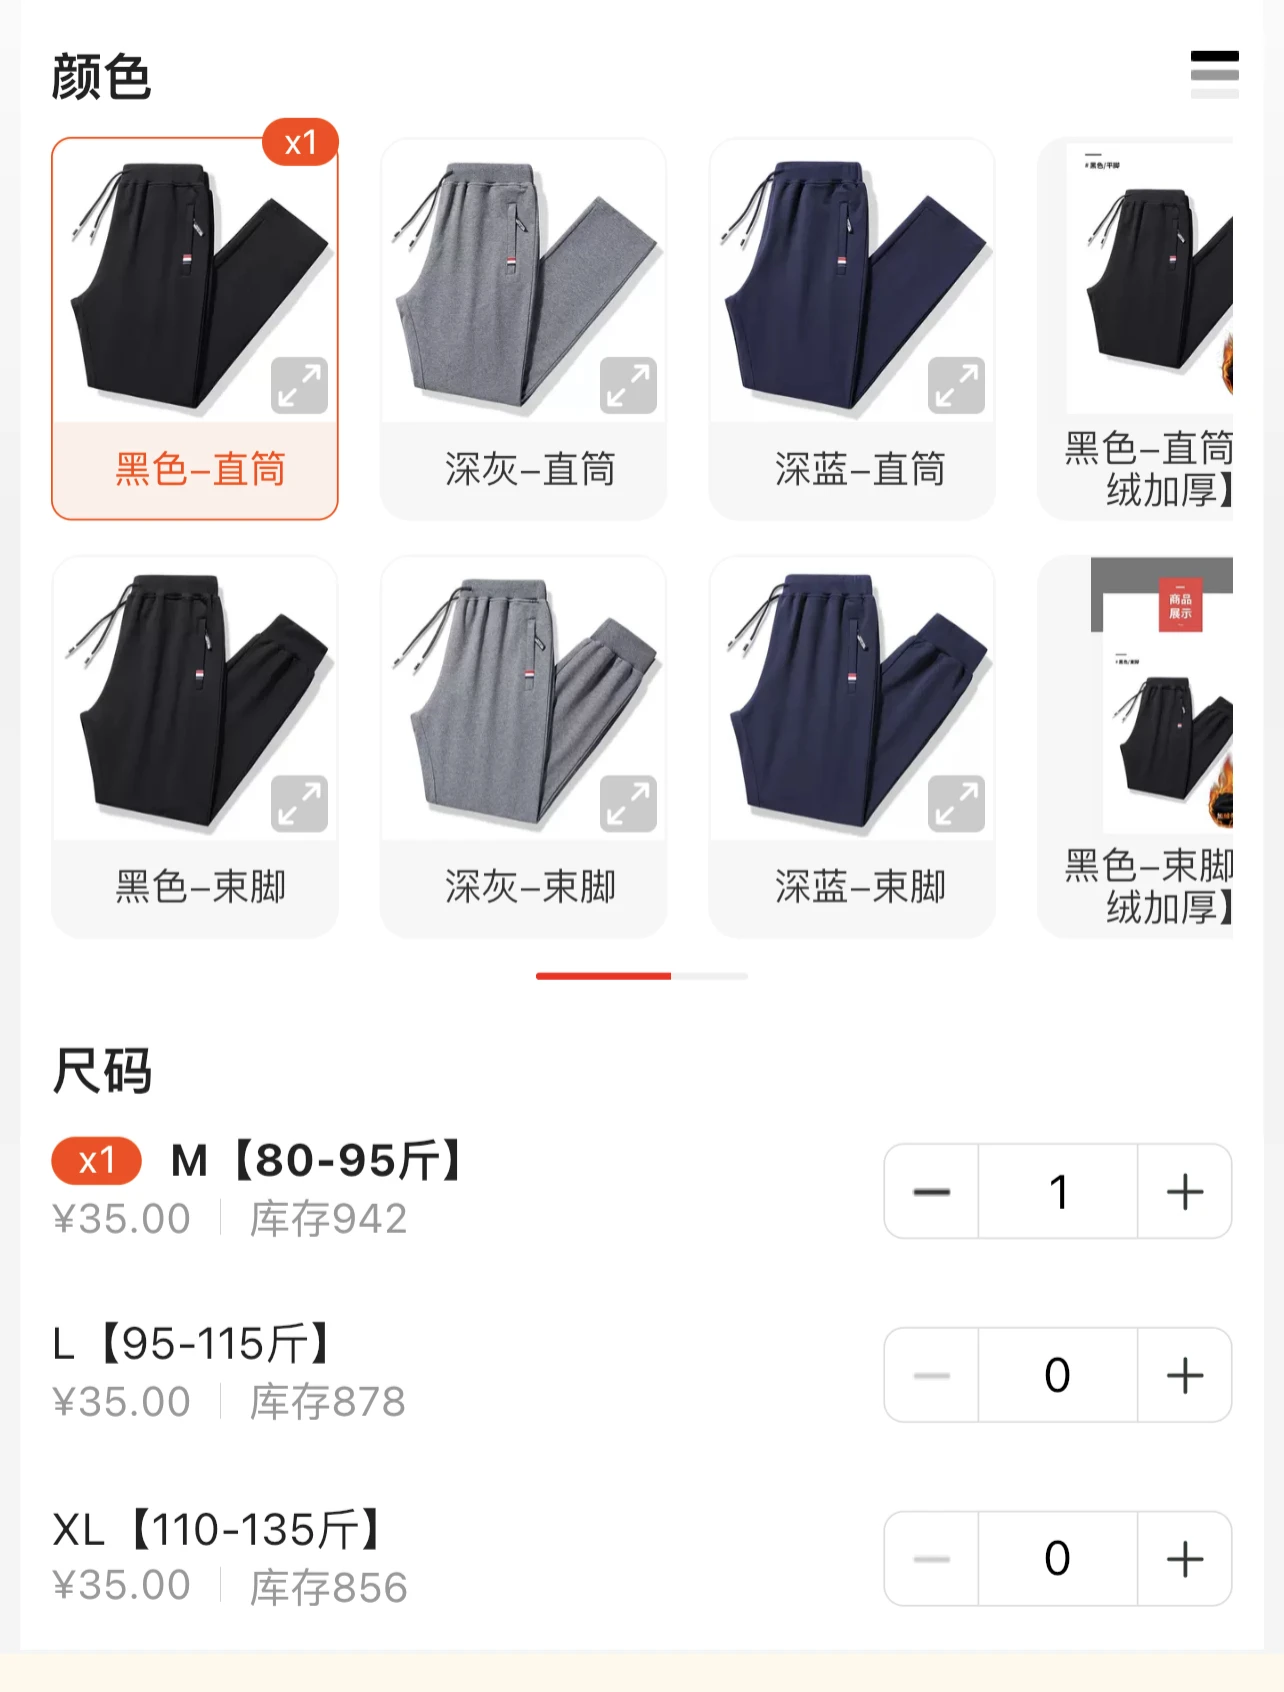 颜色
x1
黑色-直筒
深灰-直筒
深蓝-直筒
#黑色/平脚
黑色-直筒
绒加厚】
黑色-束脚
深灰-束脚
深蓝-束脚
商品
展示
黑色-束脚
绒加厚】
尺码
x1 M【80-95斤】
¥35.00 库存942
1
L【95-115斤】
¥35.00 库存878
0
XL【110-135斤】
¥35.00 库存856
0